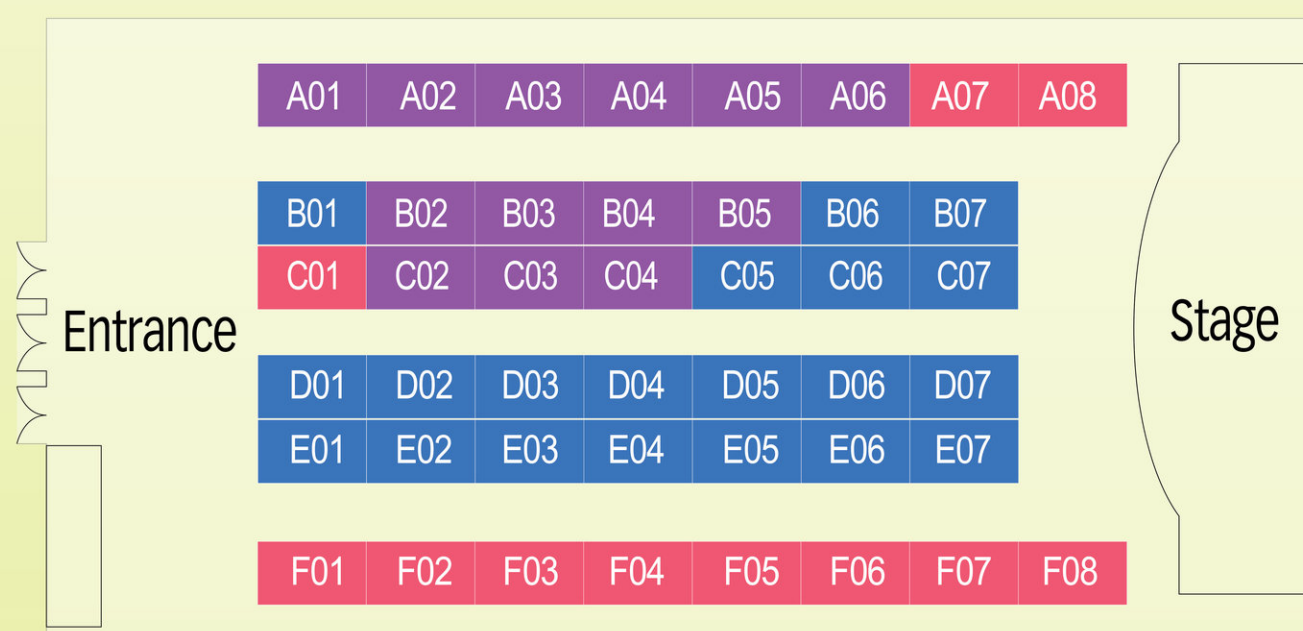 A01 A02 A03 A04 A05 A06 A07 A08
B01 B02 B03 B04 B05 B06 B07
C01 C02 C03 C04 C05 C06 C07
Entrance
Stage
D01 D02 D03 D04 D05 D06 D07
E01 E02 E03 E04 E05 E06 E07
F01 F02 F03 F04 F05 F06 F07 F08